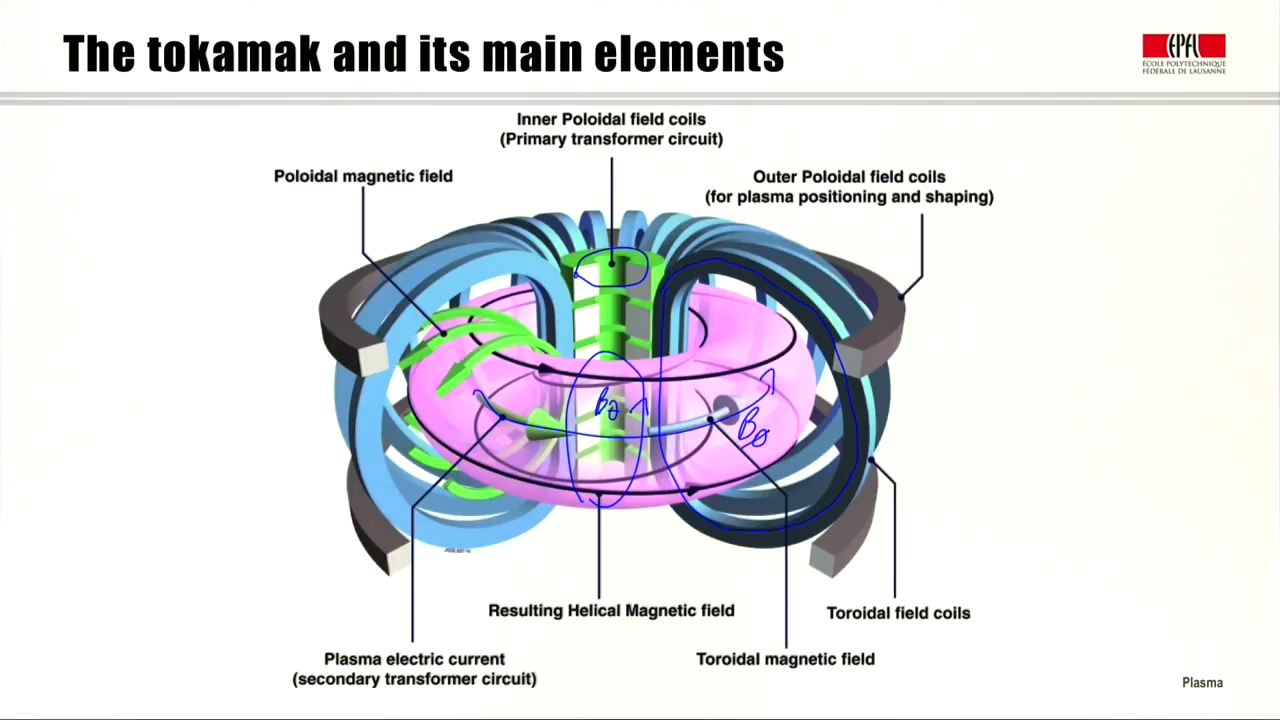 The tokamak and its main elements
EPFL
ÉCOLE POLYTECHNIQUE
FÉDÉRALE DE LAUSANNE
Inner Poloidal field coils
(Primary transformer circuit)
Poloidal magnetic field
Outer Poloidal field coils
(for plasma positioning and shaping)
Resulting Helical Magnetic field
Toroidal field coils
Plasma electric current
(secondary transformer circuit)
Toroidal magnetic field
Plasma